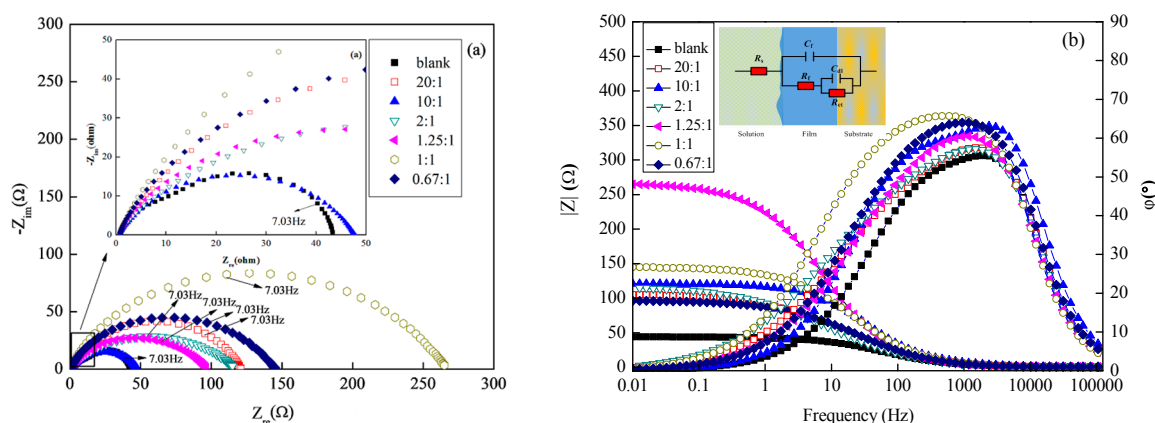 (a)
-Z_im(Ω)
300
250
200
150
100
50
0
0
50
100
150
200
250
300
Z_re(Ω)
blank
20:1
10:1
2:1
1.25:1
1:1
0.67:1
(a)
-Z_im(ohm)
50
40
30
20
10
0
0
10
20
30
40
50
Z_re(ohm)
7.03Hz
7.03Hz
7.03Hz
7.03Hz
7.03Hz
7.03Hz
7.03Hz
(b)
|Z| (Ω)
500
450
400
350
300
250
200
150
100
50
0
0.01
0.1
1
10
100
1000
10000
100000
Frequency (Hz)
90
80
70
60
50
40
30
20
10
0
φ(°)
blank
20:1
10:1
2:1
1.25:1
1:1
0.67:1
R_s
C_f
R_f
C_dl
R_ct
Solution Film Substrate